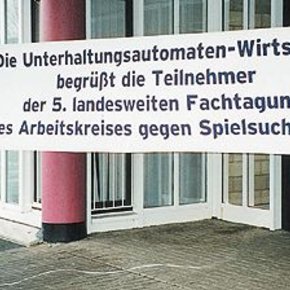 Die Unterhaltungsautomaten-Wirts
begrüßt die Teilnehmer
der 5. landesweiten Fachtagun
es Arbeitskreises gegen Spielsuch